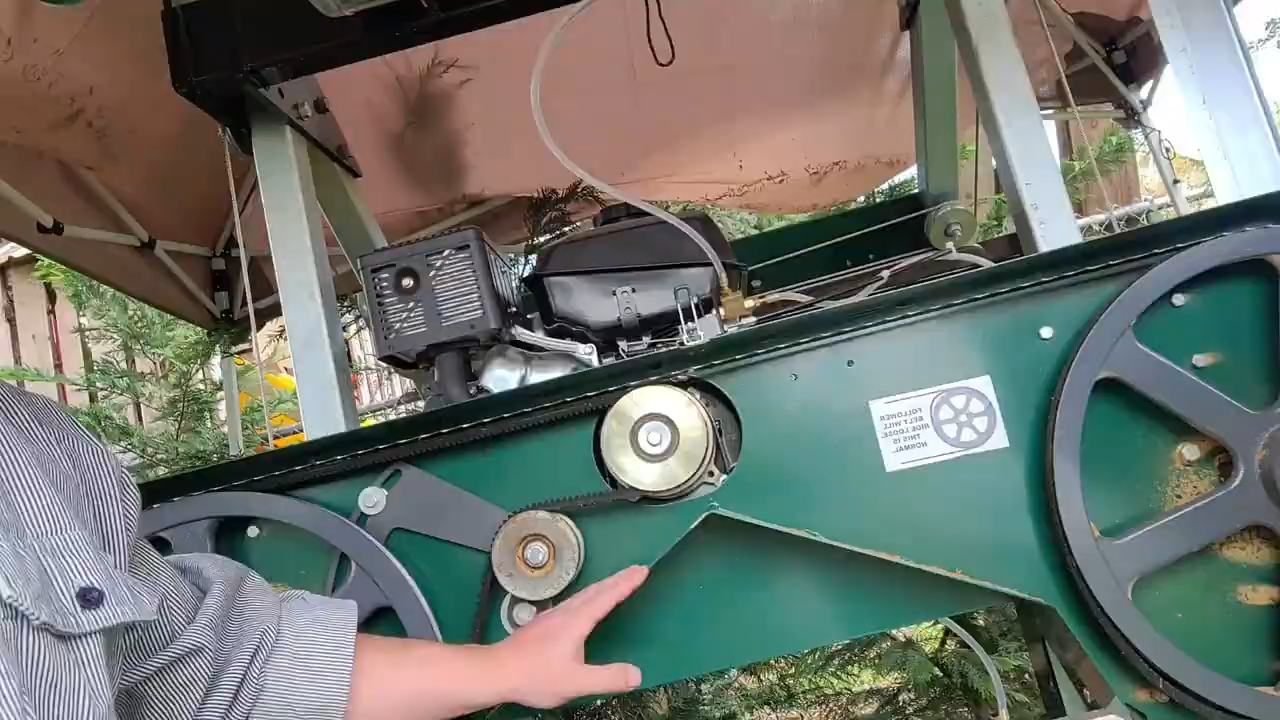 FOLLOWER
BELT WILL
RIDE LOOSE.
THIS IS
NORMAL.